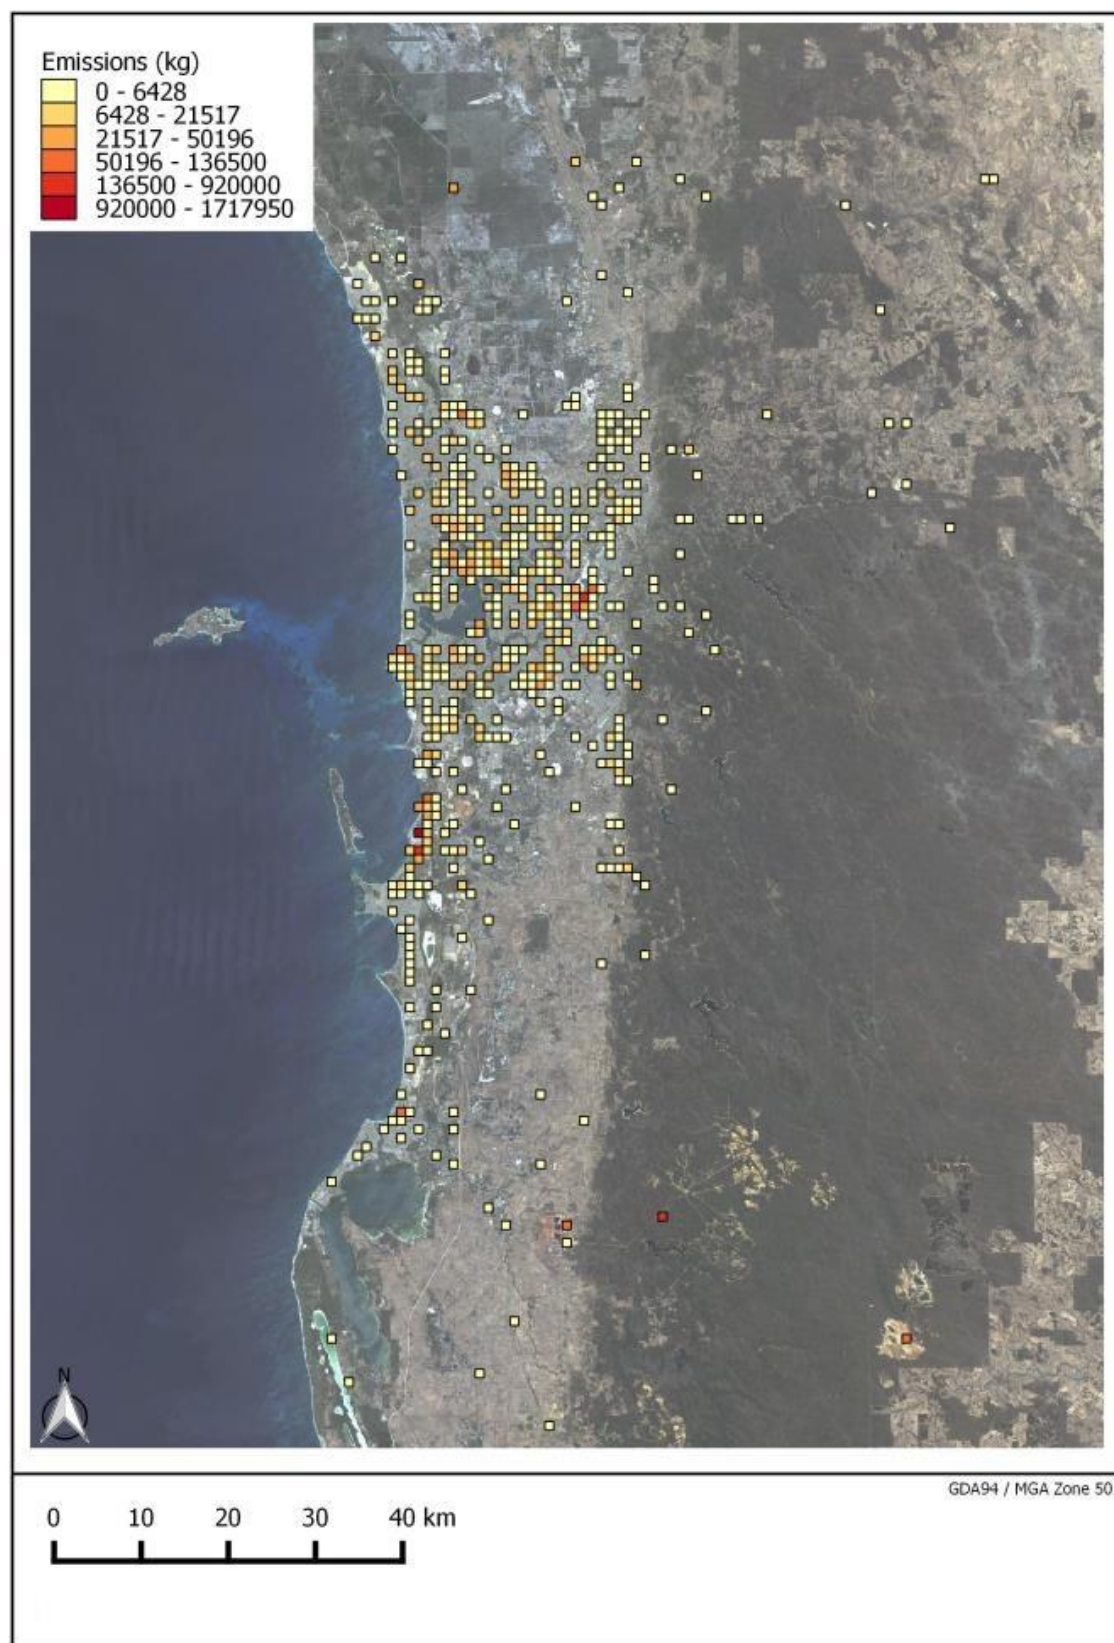 Emissions (kg)
0 - 6428
6428 - 21517
21517 - 50196
50196 - 136500
136500 - 920000
920000 - 1717950
N
GDA94 / MGA Zone 50
0 10 20 30 40 km